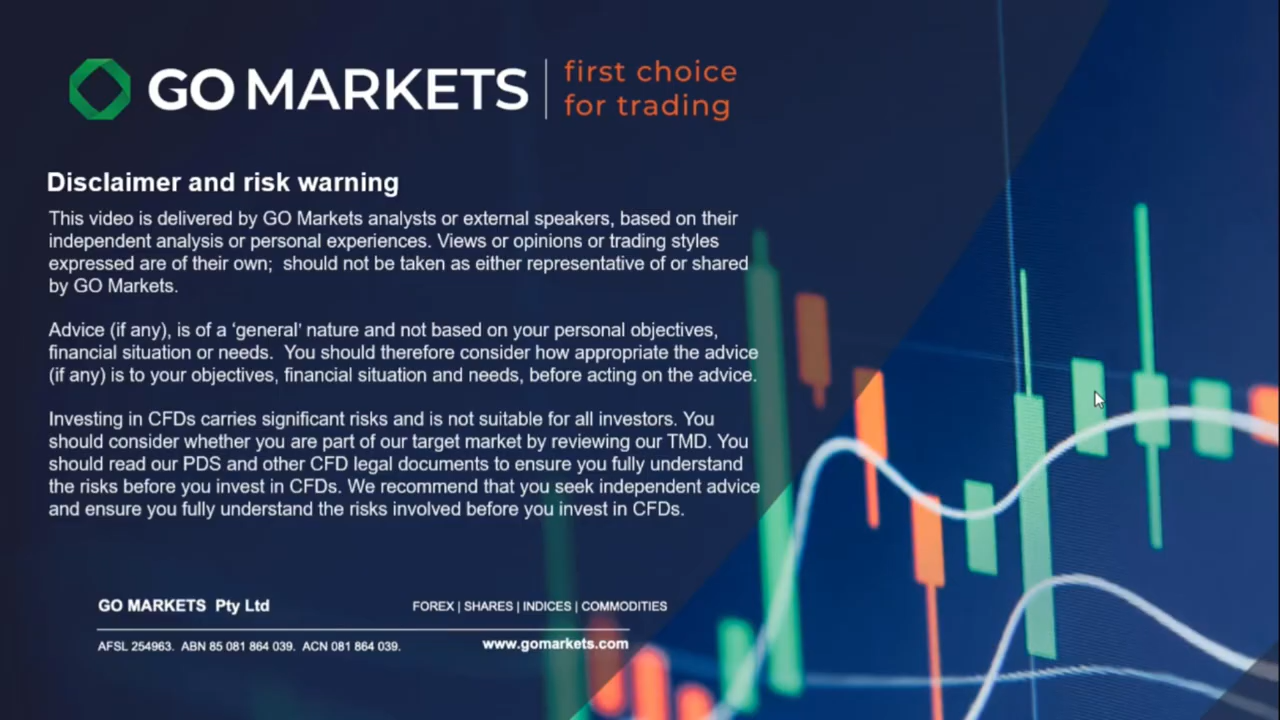 GO MARKETS
first choice
for trading
Disclaimer and risk warning
This video is delivered by GO Markets analysts or external speakers, based on their
independent analysis or personal experiences. Views or opinions or trading styles
expressed are of their own;  should not be taken as either representative of or shared
by GO Markets.
Advice (if any), is of a ‘general’ nature and not based on your personal objectives,
financial situation or needs.  You should therefore consider how appropriate the advice
(if any) is to your objectives, financial situation and needs, before acting on the advice.
Investing in CFDs carries significant risks and is not suitable for all investors. You
should consider whether you are part of our target market by reviewing our TMD. You
should read our PDS and other CFD legal documents to ensure you fully understand
the risks before you invest in CFDs. We recommend that you seek independent advice
and ensure you fully understand the risks involved before you invest in CFDs.
GO MARKETS  Pty Ltd
FOREX | SHARES | INDICES | COMMODITIES
AFSL 254963.  ABN 85 081 864 039.  ACN 081 864 039.
www.gomarkets.com